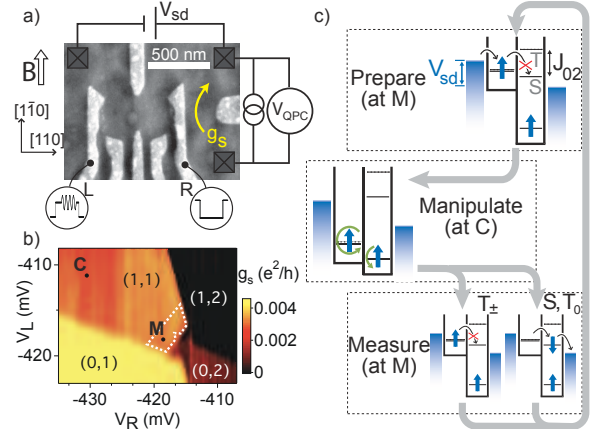 a)
V_sd
500 nm
B
[11̄0]
[110]
g_s
V_QPC
L
R
b)
-410
-420
V_L (mV)
C
(1,1)
(1,2)
M
(0,1)
(0,2)
-430
-420
-410
V_R (mV)
g_s (e²/h)
0.004
0.002
0
c)
Prepare
(at M)
V_sd
T
S
J_02
Manipulate
(at C)
Measure
(at M)
T_±
S,T_0